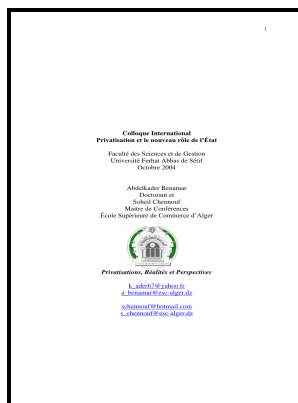 1
Colloque International
Privatisation et le nouveau rôle de l'État
Faculté des Sciences et de Gestion
Université Ferhat Abbas de Sétif
Octobre 2004
Abdelkader Benamar
Doctorant et
Soheil Chennouf
Maitre de Conférences
École Supérieure de Commerce d'Alger
Privatisations, Réalités et Perspectives
k_ader67@yahoo.fr
a_benamar@esc-alger.dz
schennouf@hotmail.com
s_chennouf@esc-alger.dz